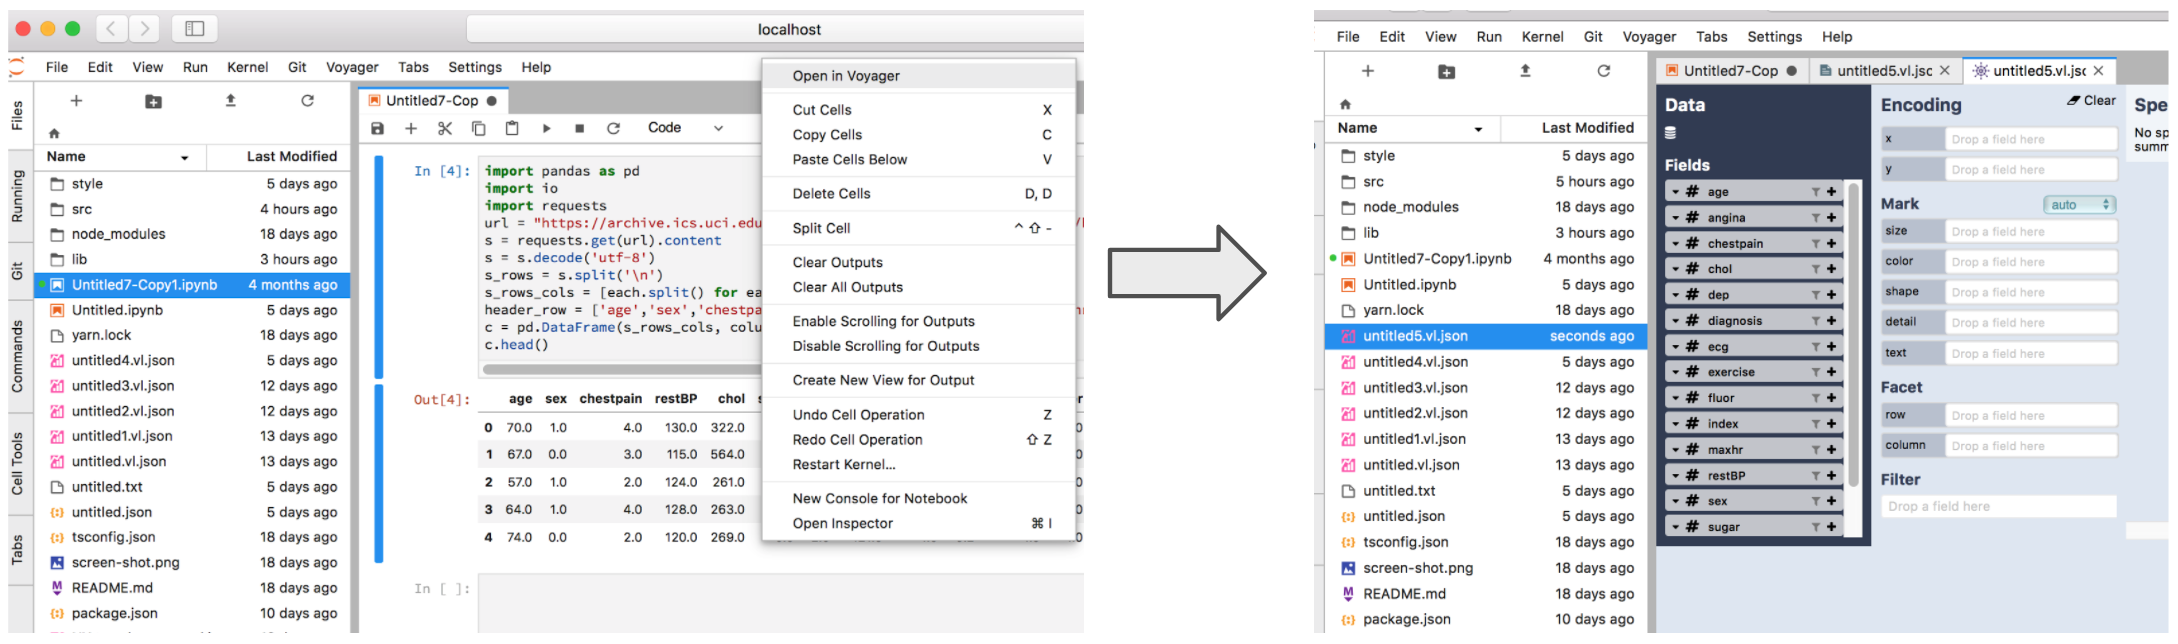 localhost
File Edit View Run Kernel Git Voyager Tabs Settings Help
Files
Running
Git
Commands
Cell Tools
Tabs
Name Last Modified
style 5 days ago
src 4 hours ago
node_modules 18 days ago
lib 3 hours ago
Untitled7-Copy1.ipynb 4 months ago
Untitled.ipynb 5 days ago
yarn.lock 18 days ago
untitled4.vl.json 5 days ago
untitled3.vl.json 12 days ago
untitled2.vl.json 12 days ago
untitled1.vl.json 13 days ago
untitled.vl.json 13 days ago
untitled.txt 5 days ago
untitled.json 5 days ago
tsconfig.json 18 days ago
screen-shot.png 18 days ago
README.md 18 days ago
package.json 10 days ago
Untitled7-Cop
Code
In [4]: import pandas as pd
import io
import requests
url = "https://archive.ics.uci.edu
s = requests.get(url).content
s = s.decode('utf-8')
s_rows = s.split('\n')
s_rows_cols = [each.split() for ea
header_row = ['age','sex','chestpa
c = pd.DataFrame(s_rows_cols, colu
c.head()
Out[4]: age sex chestpain restBP chol
0 70.0 1.0 4.0 130.0 322.0
1 67.0 0.0 3.0 115.0 564.0
2 57.0 1.0 2.0 124.0 261.0
3 64.0 1.0 4.0 128.0 263.0
4 74.0 0.0 2.0 120.0 269.0
In [ ]:
Open in Voyager
Cut Cells X
Copy Cells C
Paste Cells Below V
Delete Cells D, D
Split Cell ^ ⇧ -
Clear Outputs
Clear All Outputs
Enable Scrolling for Outputs
Disable Scrolling for Outputs
Create New View for Output
Undo Cell Operation Z
Redo Cell Operation ⇧ Z
Restart Kernel...
New Console for Notebook
Open Inspector ⌘ I
File Edit View Run Kernel Git Voyager Tabs Settings Help
Name Last Modified
style 5 days ago
src 5 hours ago
node_modules 18 days ago
lib 3 hours ago
Untitled7-Copy1.ipynb 4 months ago
Untitled.ipynb 5 days ago
yarn.lock 18 days ago
untitled5.vl.json seconds ago
untitled4.vl.json 5 days ago
untitled3.vl.json 12 days ago
untitled2.vl.json 12 days ago
untitled1.vl.json 13 days ago
untitled.vl.json 13 days ago
untitled.txt 5 days ago
untitled.json 5 days ago
tsconfig.json 18 days ago
screen-shot.png 18 days ago
README.md 18 days ago
package.json 10 days ago
Untitled7-Cop untitled5.vl.jsc untitled5.vl.jsc
Data
Fields
# age
# angina
# chestpain
# chol
# dep
# diagnosis
# ecg
# exercise
# fluor
# index
# maxhr
# restBP
# sex
# sugar
Encoding Clear
x Drop a field here
y Drop a field here
Mark auto
size Drop a field here
color Drop a field here
shape Drop a field here
detail Drop a field here
text Drop a field here
Facet
row Drop a field here
column Drop a field here
Filter
Drop a field here
Spe
No sp
summ